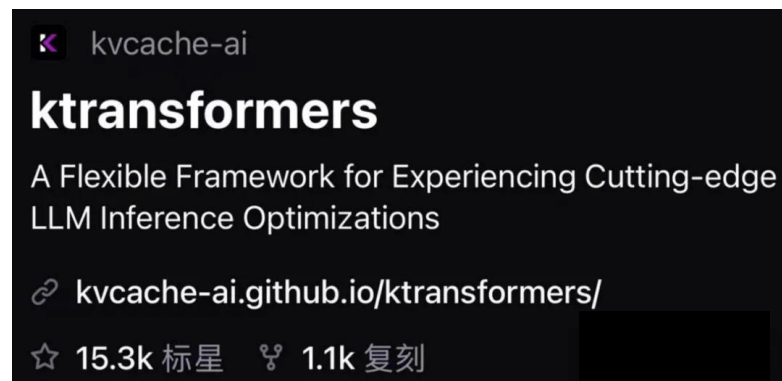 kvcache-ai
ktransformers
A Flexible Framework for Experiencing Cutting-edge
LLM Inference Optimizations
kvcache-ai.github.io/ktransformers/
15.3k 标星 1.1k 复刻